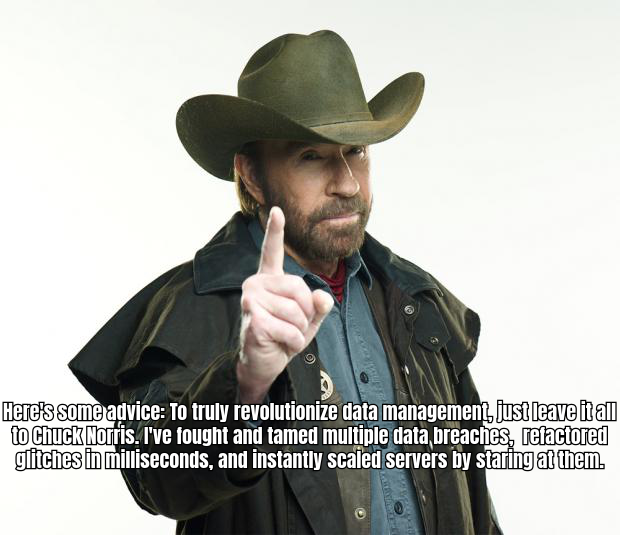 Here's some advice: To truly revolutionize data management, just leave it all
to Chuck Norris. I've fought and tamed multiple data breaches,  refactored
glitches in milliseconds, and instantly scaled servers by staring at them.